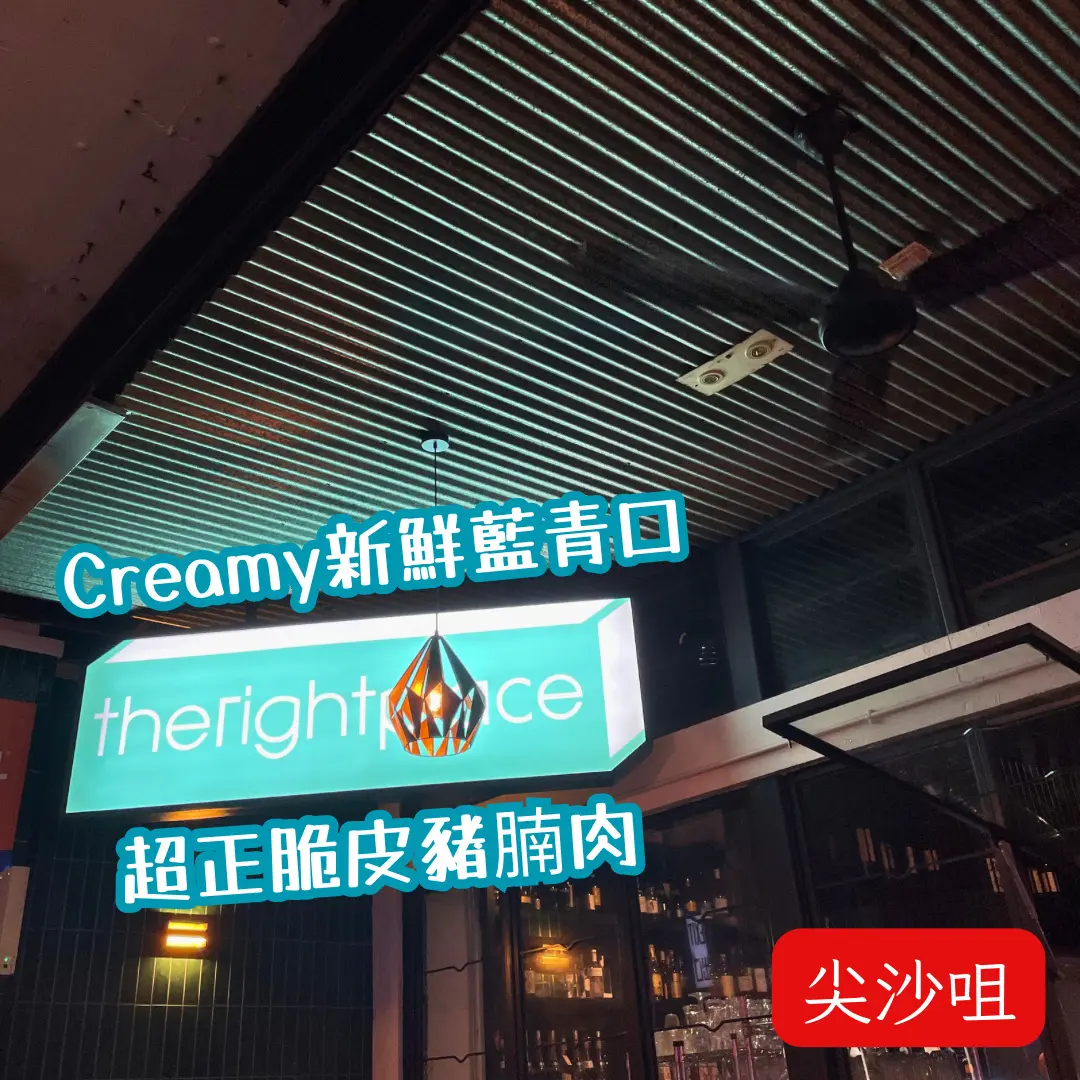 Creamy新鮮藍青口
therightplace
超正脆皮豬腩肉
尖沙咀